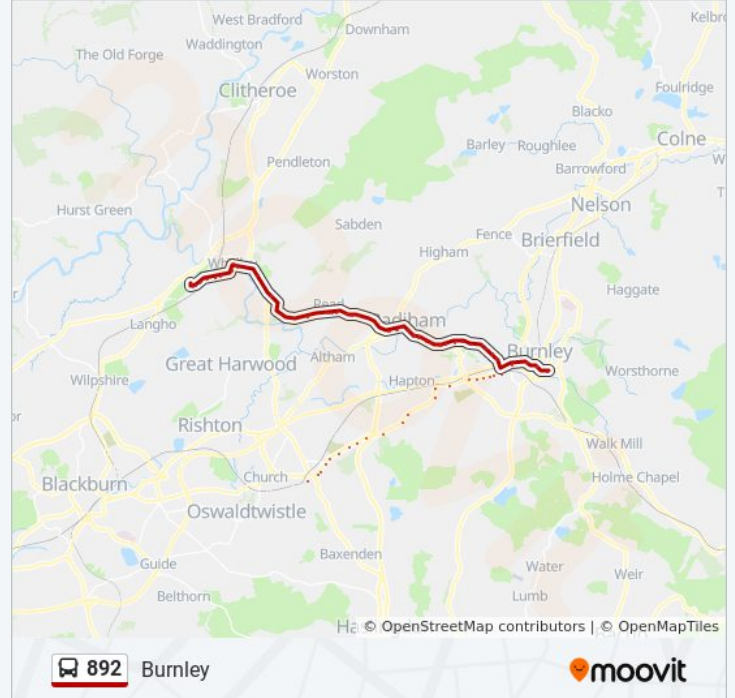 Kelbro
West Bradford
Downham
Waddington
The Old Forge
Worston
Clitheroe
Foulridge
Blacko
Colne
Barley
Roughlee
Pendleton
Barrowford
Nelson
Hurst Green
Sabden
Fence
Brierfield
Higham
Haggate
Langho
Burnley
Altham
Great Harwood
Hapton
Worsthorne
Wilpshire
Rishton
Walk Mill
Church
Holme Chapel
Blackburn
Oswaldtwistle
Baxenden
Guide
Water
Weir
Belthorn
Lumb
© OpenStreetMap contributors | © OpenMapTiles
892 Burnley
moovit